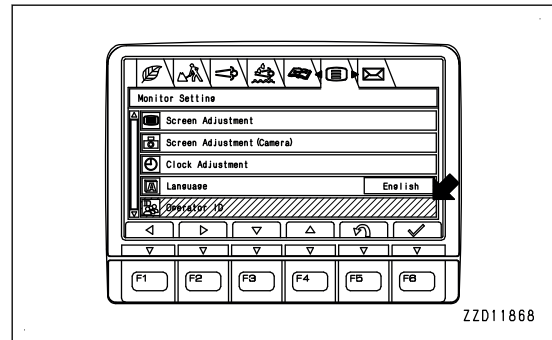 Monitor Setting
Screen Adjustment
Screen Adjustment(Camera)
Clock Adjustment
A Language English
Operator ID
F1 F2 F3 F4 F5 F6
ZZD11868